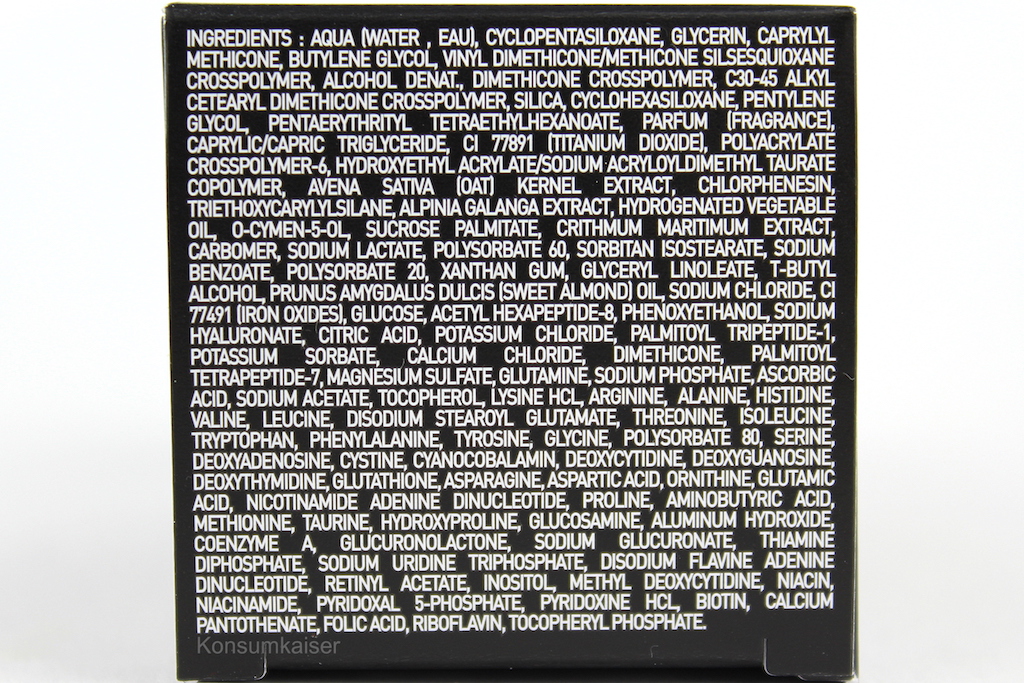 INGREDIENTS : AQUA (WATER , EAU), CYCLOPENTASILOXANE, GLYCERIN, CAPRYLYL
METHICONE, BUTYLENE GLYCOL, VINYL DIMETHICONE/METHICONE SILSESQUIOXANE
CROSSPOLYMER, ALCOHOL DENAT., DIMETHICONE CROSSPOLYMER, C30-45 ALKYL
CETEARYL DIMETHICONE CROSSPOLYMER, SILICA, CYCLOHEXASILOXANE, PENTYLENE
GLYCOL, PENTAERYTHRITYL TETRAETHYLHEXANOATE, PARFUM (FRAGRANCE),
CAPRYLIC/CAPRIC TRIGLYCERIDE, CI 77891 (TITANIUM DIOXIDE), POLYACRYLATE
CROSSPOLYMER-6, HYDROXYETHYL ACRYLATE/SODIUM ACRYLOYLDIMETHYL TAURATE
COPOLYMER, AVENA SATIVA (OAT) KERNEL EXTRACT, CHLORPHENESIN,
TRIETHOXYCARYLYLSILANE, ALPINIA GALANGA EXTRACT, HYDROGENATED VEGETABLE
OIL, O-CYMEN-5-OL, SUCROSE PALMITATE, CRITHMUM MARITIMUM EXTRACT,
CARBOMER, SODIUM LACTATE, POLYSORBATE 60, SORBITAN ISOSTEARATE, SODIUM
BENZOATE, POLYSORBATE 20, XANTHAN GUM, GLYCERYL LINOLEATE, T-BUTYL
ALCOHOL, PRUNUS AMYGDALUS DULCIS (SWEET ALMOND) OIL, SODIUM CHLORIDE, CI
77491 (IRON OXIDES), GLUCOSE, ACETYL HEXAPEPTIDE-8, PHENOXYETHANOL, SODIUM
HYALURONATE, CITRIC ACID, POTASSIUM CHLORIDE, PALMITOYL TRIPEPTIDE-1,
POTASSIUM SORBATE, CALCIUM CHLORIDE, DIMETHICONE, PALMITOYL
TETRAPEPTIDE-7, MAGNESIUM SULFATE, GLUTAMINE, SODIUM PHOSPHATE, ASCORBIC
ACID, SODIUM ACETATE, TOCOPHEROL, LYSINE HCL, ARGININE, ALANINE, HISTIDINE,
VALINE, LEUCINE, DISODIUM STEAROYL GLUTAMATE, THREONINE, ISOLEUCINE,
TRYPTOPHAN, PHENYLALANINE, TYROSINE, GLYCINE, POLYSORBATE 80, SERINE,
DEOXYADENOSINE, CYSTINE, CYANOCOBALAMIN, DEOXYCYTIDINE, DEOXYGUANOSINE,
DEOXYTHYMIDINE, GLUTATHIONE, ASPARAGINE, ASPARTIC ACID, ORNITHINE, GLUTAMIC
ACID, NICOTINAMIDE ADENINE DINUCLEOTIDE, PROLINE, AMINOBUTYRIC ACID,
METHIONINE, TAURINE, HYDROXYPROLINE, GLUCOSAMINE, ALUMINUM HYDROXIDE,
COENZYME A, GLUCURONOLACTONE, SODIUM GLUCURONATE, THIAMINE
DIPHOSPHATE, SODIUM URIDINE TRIPHOSPHATE, DISODIUM FLAVINE ADENINE
DINUCLEOTIDE, RETINYL ACETATE, INOSITOL, METHYL DEOXYCYTIDINE, NIACIN,
NIACINAMIDE, PYRIDOXAL 5-PHOSPHATE, PYRIDOXINE HCL, BIOTIN, CALCIUM
PANTOTHENATE, FOLIC ACID, RIBOFLAVIN, TOCOPHERYL PHOSPHATE.
Konsumkaiser